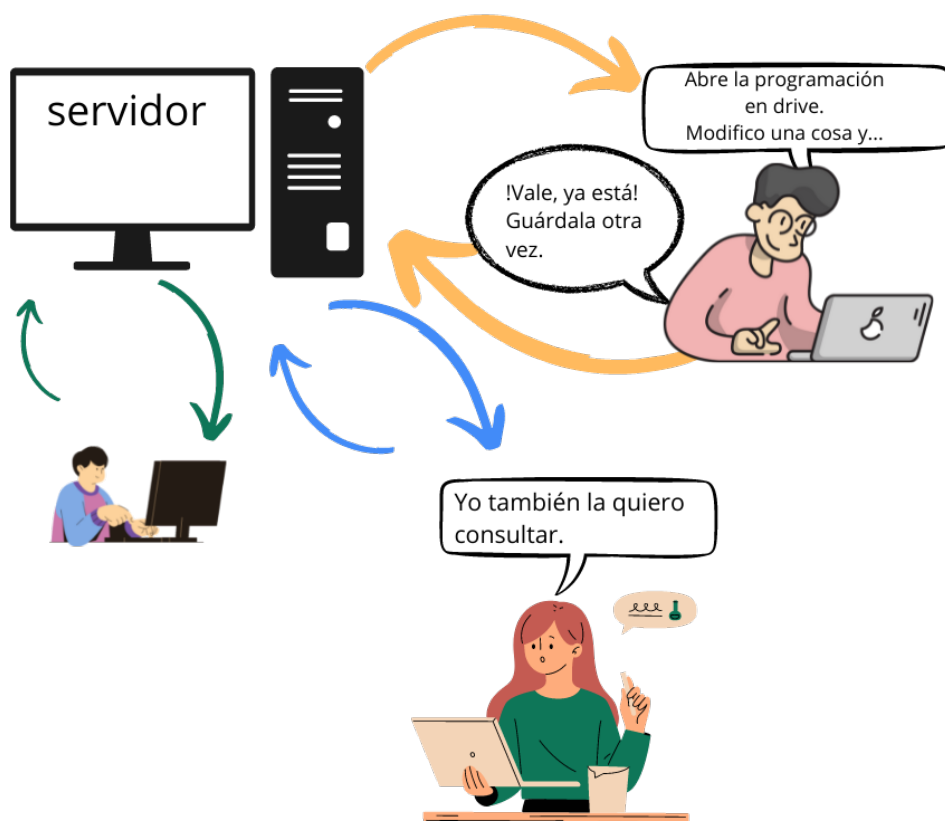 servidor
Abre la programación
en drive.
Modifico una cosa y...
!Vale, ya está!
Guárdala otra
vez.
Yo también la quiero
consultar.